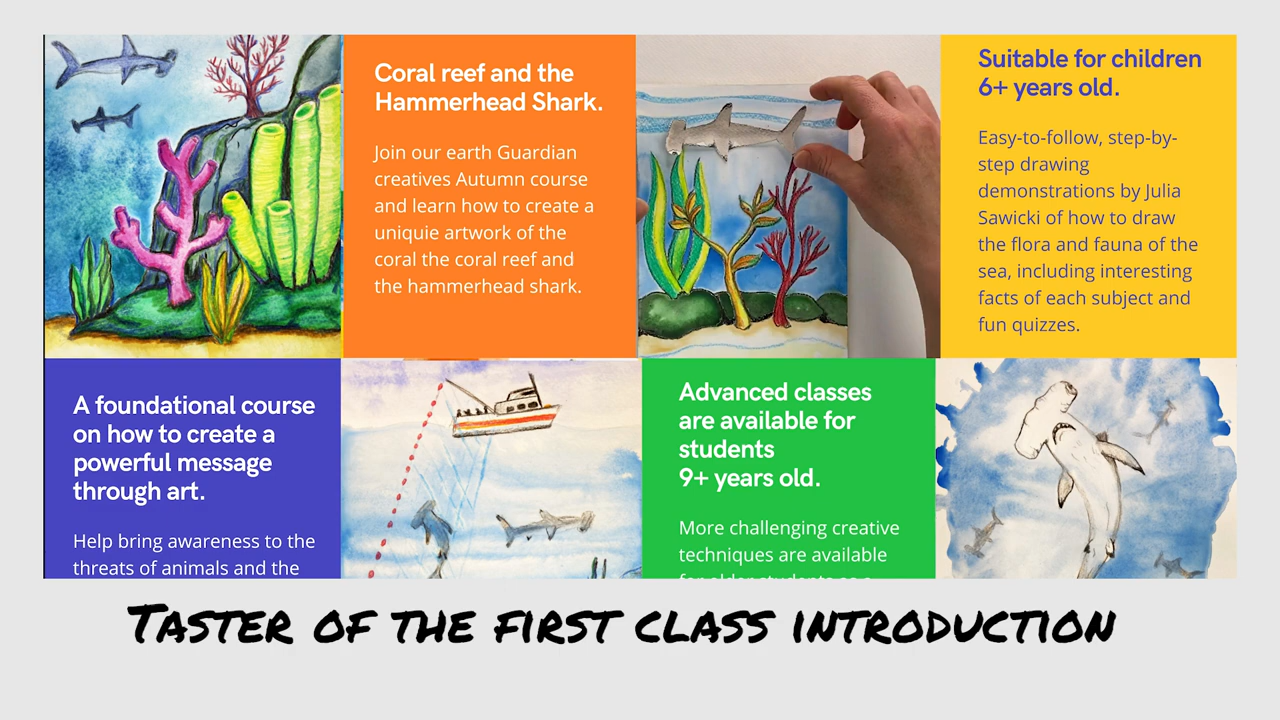 Coral reef and the
Hammerhead Shark.
Join our earth Guardian
creatives Autumn course
and learn how to create a
uniquie artwork of the
coral the coral reef and
the hammerhead shark.
Suitable for children
6+ years old.
Easy-to-follow, step-by-
step drawing
demonstrations by Julia
Sawicki of how to draw
the flora and fauna of the
sea, including interesting
facts of each subject and
fun quizzes.
A foundational course
on how to create a
powerful message
through art.
Help bring awareness to the
threats of animals and the
Advanced classes
are available for
students
9+ years old.
More challenging creative
techniques are available
for older students as a
Taster of the first class introduction